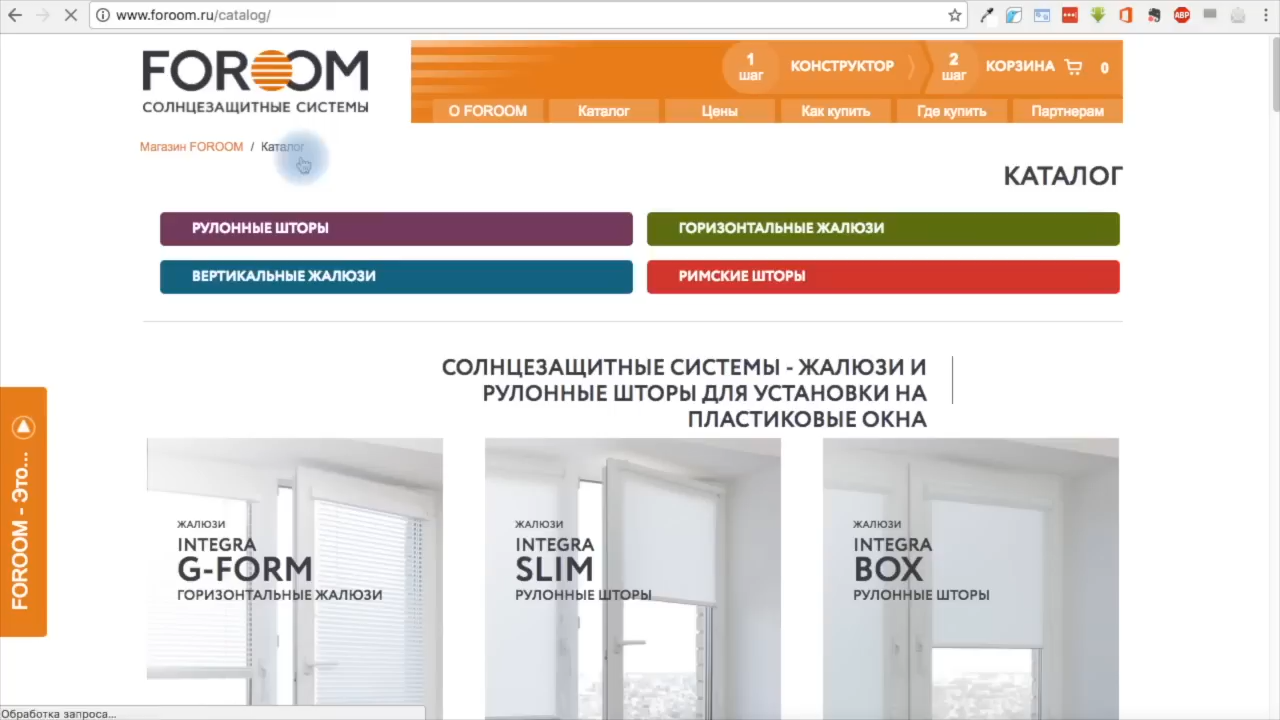 www.foroom.ru/catalog/
ABP
FOROOM
СОЛНЦЕЗАЩИТНЫЕ СИСТЕМЫ
1 шаг
КОНСТРУКТОР
2 шаг
КОРЗИНА
0
О FOROOM
Каталог
Цены
Как купить
Где купить
Партнерам
Магазин FOROOM / Каталог
КАТАЛОГ
РУЛОННЫЕ ШТОРЫ
ГОРИЗОНТАЛЬНЫЕ ЖАЛЮЗИ
ВЕРТИКАЛЬНЫЕ ЖАЛЮЗИ
РИМСКИЕ ШТОРЫ
СОЛНЦЕЗАЩИТНЫЕ СИСТЕМЫ - ЖАЛЮЗИ И
РУЛОННЫЕ ШТОРЫ ДЛЯ УСТАНОВКИ НА
ПЛАСТИКОВЫЕ ОКНА
FOROOM - Это...
ЖАЛЮЗИ
INTEGRA
G-FORM
ГОРИЗОНТАЛЬНЫЕ ЖАЛЮЗИ
ЖАЛЮЗИ
INTEGRA
SLIM
РУЛОННЫЕ ШТОРЫ
ЖАЛЮЗИ
INTEGRA
BOX
РУЛОННЫЕ ШТОРЫ
Обработка запроса...